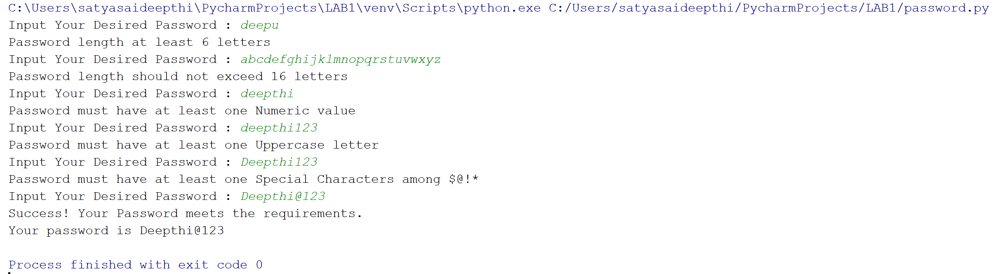 C:\Users\satyasaideepthi\PycharmProjects\LAB1\venv\Scripts\python.exe C:/Users/satyasaideepthi/PycharmProjects/LAB1/password.py
Input Your Desired Password : deepu
Password length at least 6 letters
Input Your Desired Password : abcdefghijklmnopqrstuvwxyz
Password length should not exceed 16 letters
Input Your Desired Password : deepthi
Password must have at least one Numeric value
Input Your Desired Password : deepthi123
Password must have at least one Uppercase letter
Input Your Desired Password : Deepthi123
Password must have at least one Special Characters among $@!*
Input Your Desired Password : Deepthi@123
Success! Your Password meets the requirements.
Your password is Deepthi@123
Process finished with exit code 0